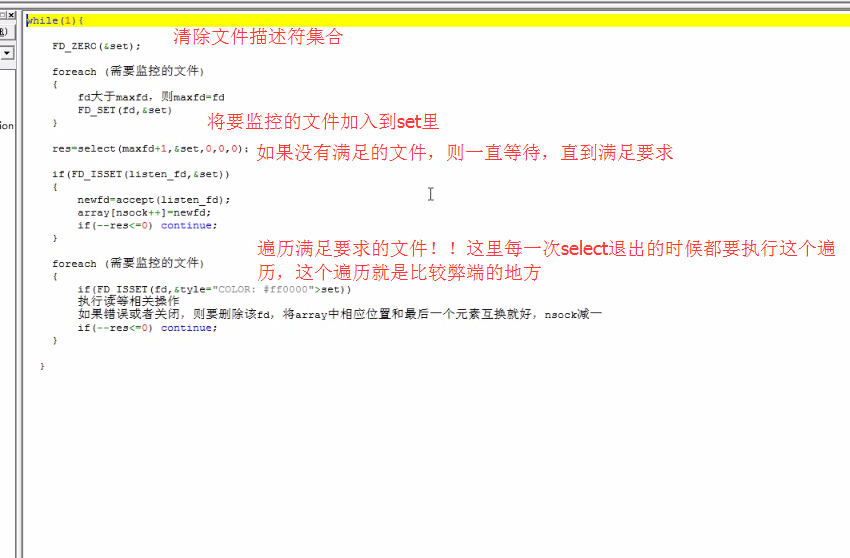 while(1){
清除文件描述符集合
FD_ZERO(&set);
foreach (需要监控的文件)
{
fd大于maxfd, 则maxfd=fd
FD_SET(fd,&set)
}
将要监控的文件加入到set里
res=select(maxfd+1,&set,0,0,0);
如果没有满足的文件，则一直等待，直到满足要求
if(FD_ISSET(listen_fd,&set))
{
newfd=accept(listen_fd);
array[nsock++]=newfd;
if(--res<=0) continue;
}
遍历满足要求的文件！！这里每一次select退出的时候都要执行这个遍
历，这个遍历就是比较弊端的地方
foreach (需要监控的文件)
{
if(FD_ISSET(fd,&tyle="COLOR: #ff0000">set))
执行读等相关操作
如果错误或者关闭，则要删除该fd，将array中相应位置和最后一个元素互换就好，nsock减一
if(--res<=0) continue;
}
}
ion